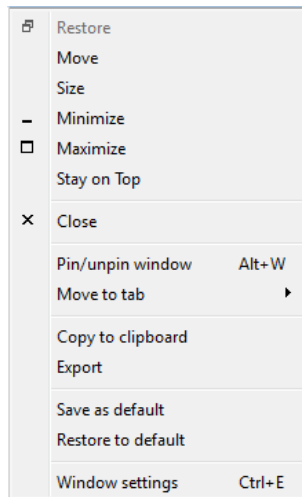 Restore
Move
Size
Minimize
Maximize
Stay on Top
Close
Pin/unpin window Alt+W
Move to tab
Copy to clipboard
Export
Save as default
Restore to default
Window settings Ctrl+E